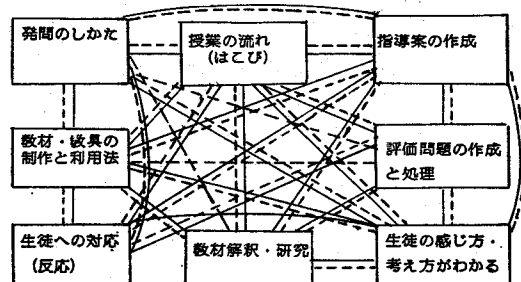 発問のしかた
授業の流れ
(はこび)
指導案の作成
教材・教具の
制作と利用法
評価問題の作成
と処理
生徒への対応
(反応)
教材解釈・研究
生徒の感じ方・
考え方がわかる